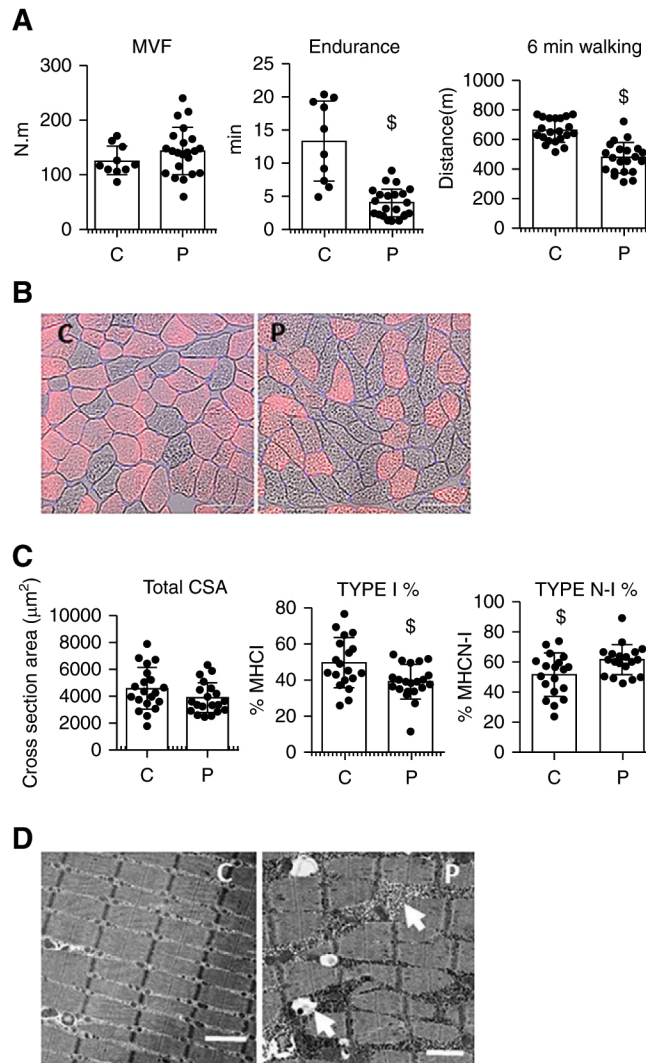 A
MVF
Endurance
6 min walking
N.m
300
200
100
0
C
P
min
25
20
15
10
5
0
$
C
P
Distance(m)
1000
800
600
400
200
0
$
C
P
B
C
P
C
Total CSA
TYPE I %
TYPE N-I %
Cross section area (μm²)
10000
8000
6000
4000
2000
0
C
P
% MHCI
80
60
40
20
0
$
C
P
% MHCN-I
100
80
60
40
20
0
$
C
P
D
C
P